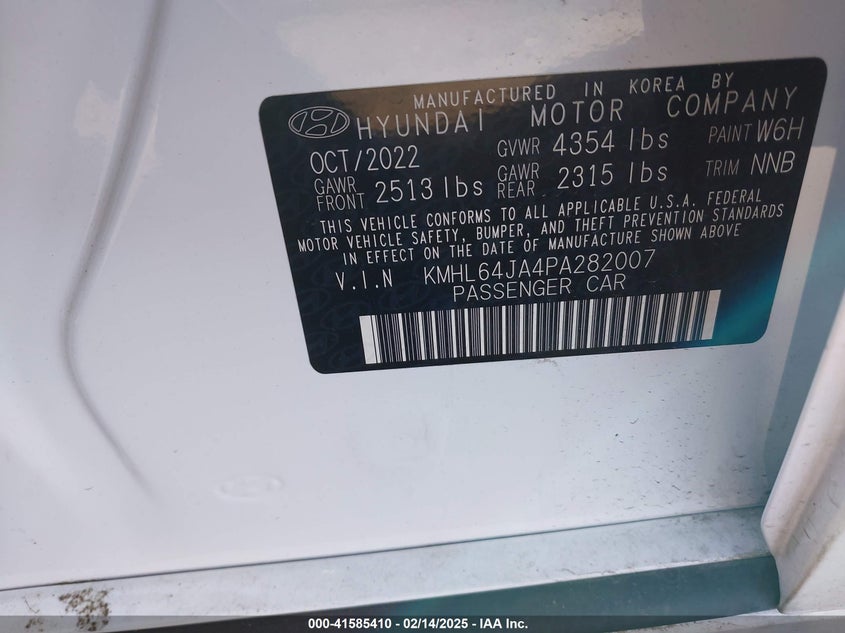 MANUFACTURED IN KOREA BY
HYUNDAI MOTOR COMPANY
OCT/2022 GVWR 4354 lbs PAINT W6H
GAWR FRONT 2513 lbs GAWR REAR 2315 lbs TRIM NNB
THIS VEHICLE CONFORMS TO ALL APPLICABLE U.S.A. FEDERAL
MOTOR VEHICLE SAFETY, BUMPER, AND THEFT PREVENTION STANDARDS
IN EFFECT ON THE DATE OF MANUFACTURE SHOWN ABOVE
V.I.N KMHL64JA4PA282007
PASSENGER CAR
000-41585410 - 02/14/2025 - IAA Inc.